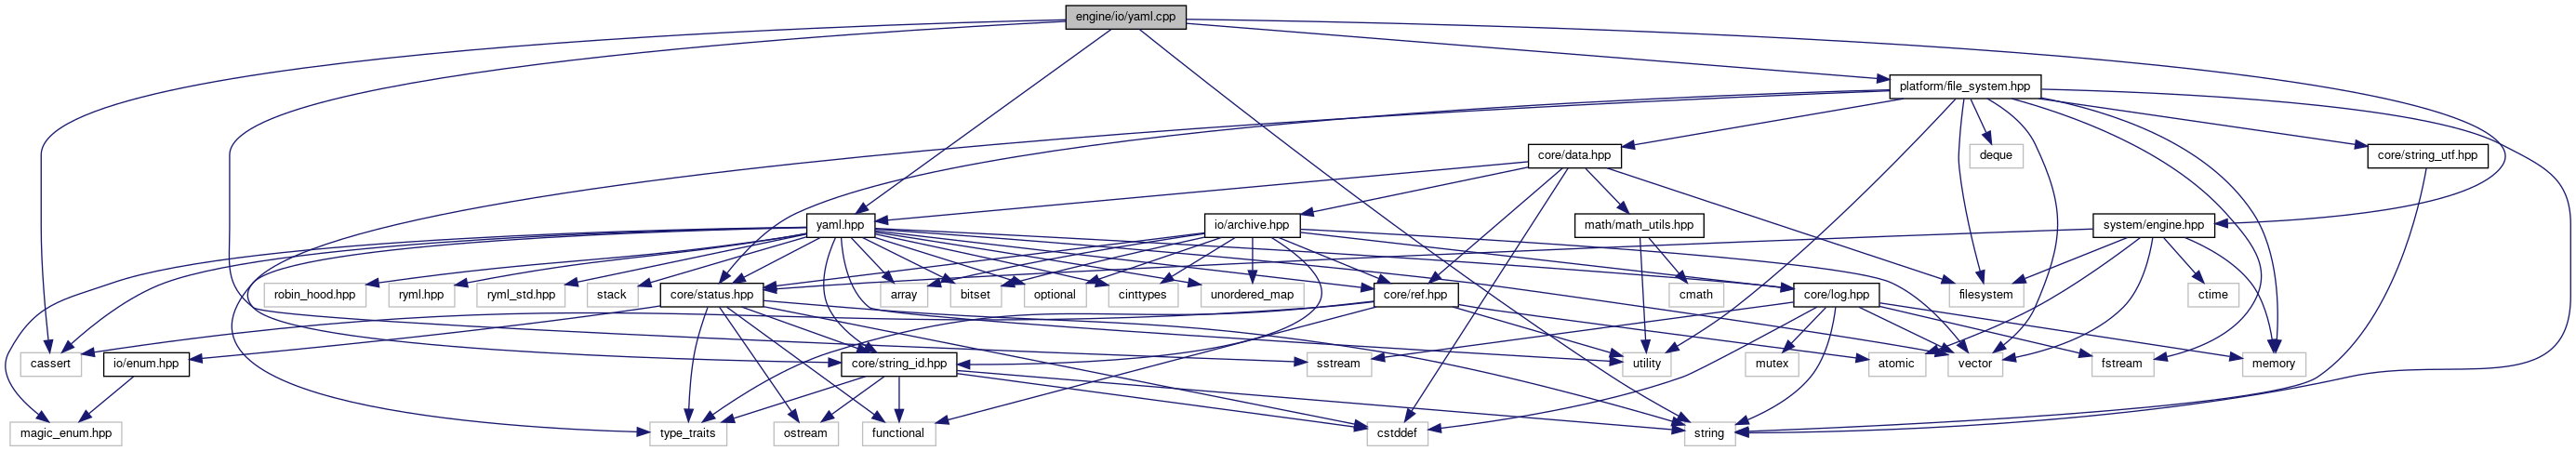 engine/io/yaml.cpp
platform/file_system.hpp
core/data.hpp
deque
core/string_utf.hpp
yaml.hpp
io/archive.hpp
math/math_utils.hpp
system/engine.hpp
robin_hood.hpp
ryml.hpp
ryml_std.hpp
stack
core/status.hpp
array
bitset
optional
cinttypes
unordered_map
core/ref.hpp
cmath
core/log.hpp
filesystem
ctime
cassert
io/enum.hpp
core/string_id.hpp
sstream
utility
mutex
atomic
vector
fstream
memory
magic_enum.hpp
type_traits
ostream
functional
cstddef
string